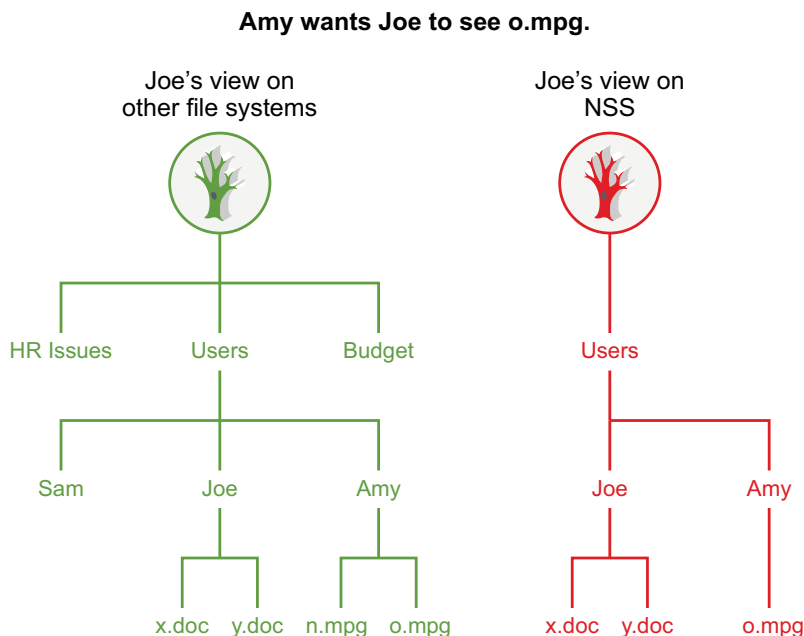 Amy wants Joe to see o.mpg.
Joe’s view on
other file systems
Joe’s view on
NSS
HR Issues Users Budget
Users
Sam Joe Amy
Joe Amy
x.doc y.doc n.mpg o.mpg
x.doc y.doc o.mpg